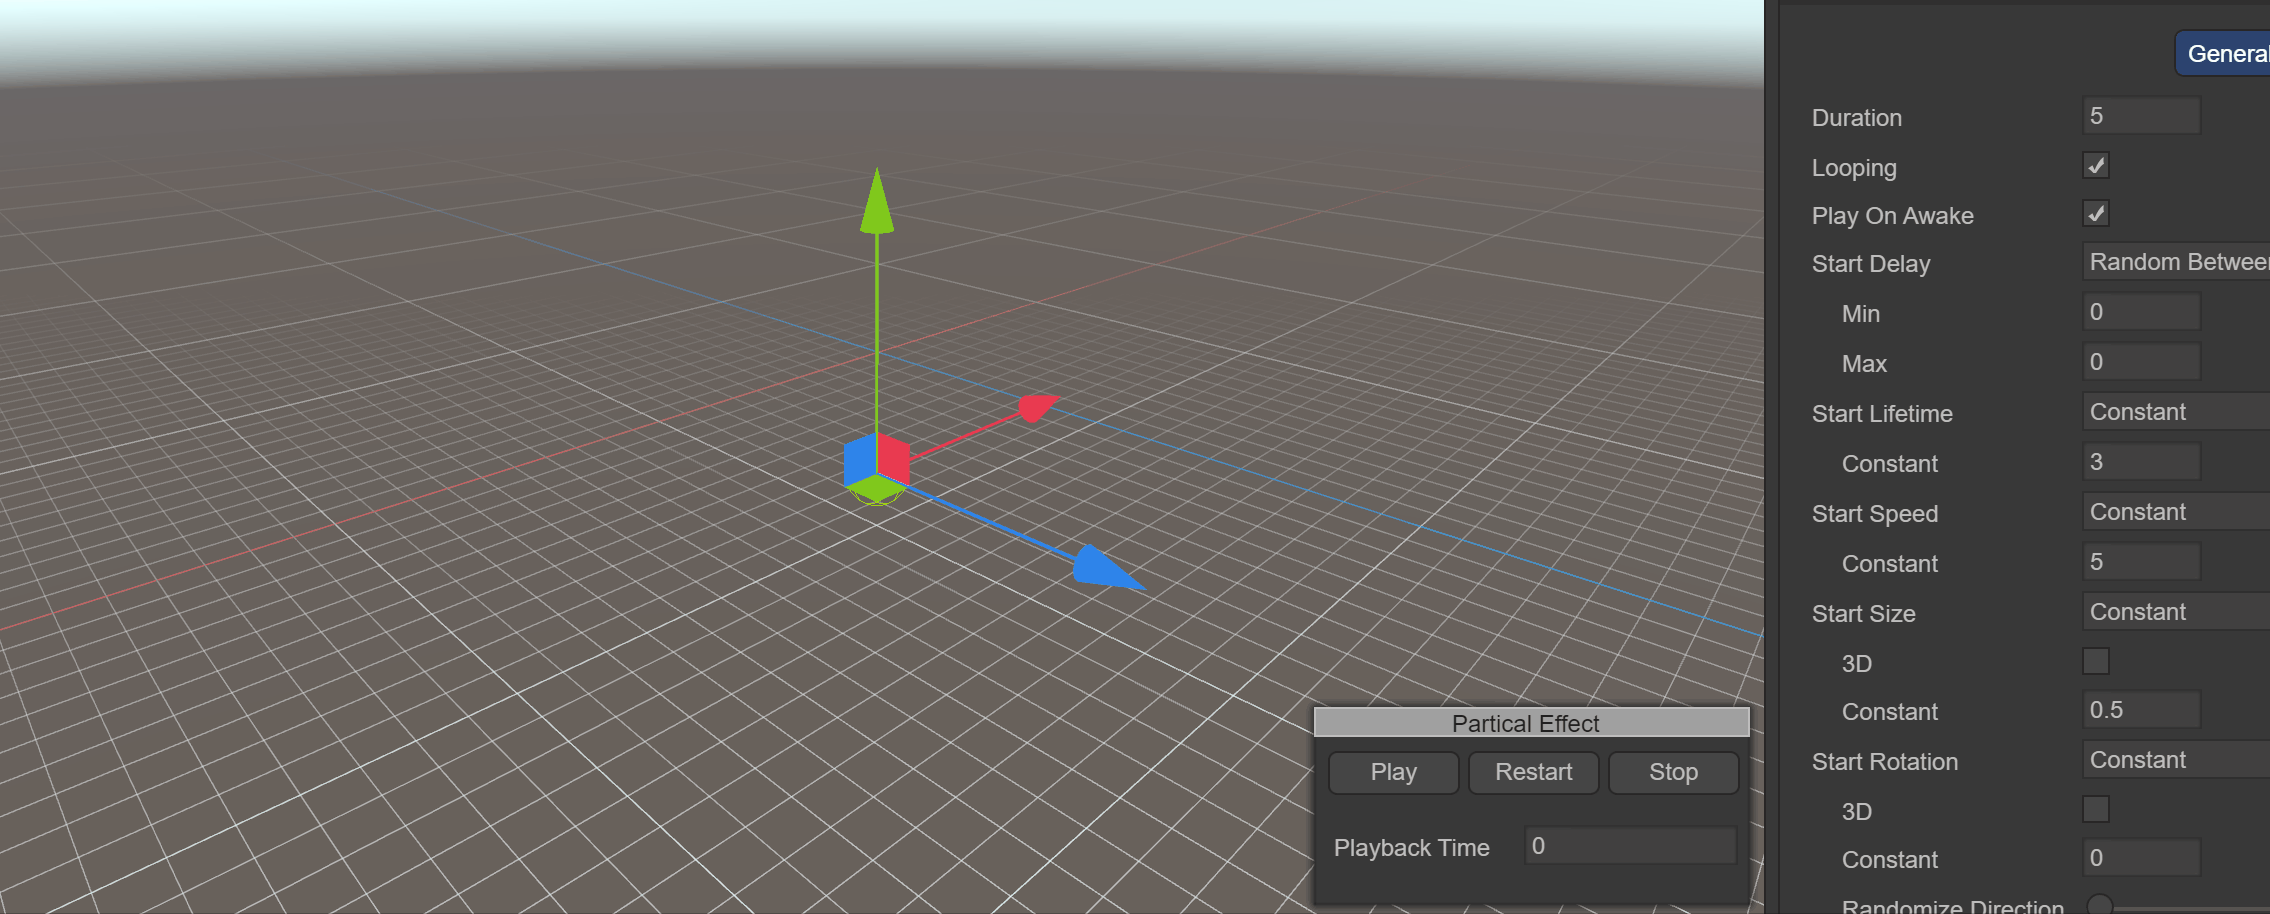 General
Duration 5
Looping
Play On Awake
Start Delay Random Between
Min 0
Max 0
Start Lifetime Constant
Constant 3
Start Speed Constant
Constant 5
Start Size Constant
3D
Constant 0.5
Start Rotation Constant
3D
Constant 0
Randomize Direction
Partical Effect
Play Restart Stop
Playback Time 0